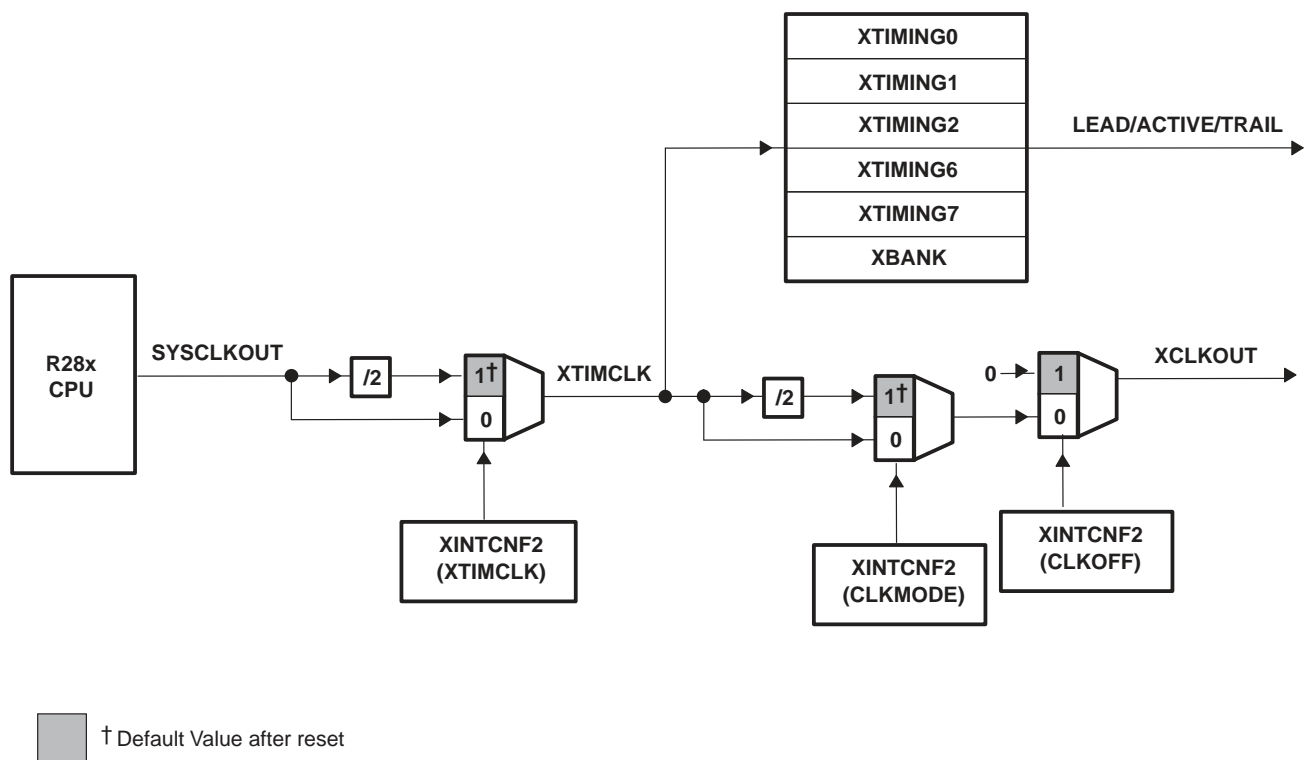 XTIMING0
XTIMING1
XTIMING2
LEAD/ACTIVE/TRAIL
XTIMING6
XTIMING7
XBANK
R28x
CPU
SYSCLKOUT
/2
1†
0
XTIMCLK
/2
1†
0
0
1
0
XCLKOUT
XINTCNF2
(XTIMCLK)
XINTCNF2
(CLKMODE)
XINTCNF2
(CLKOFF)
† Default Value after reset